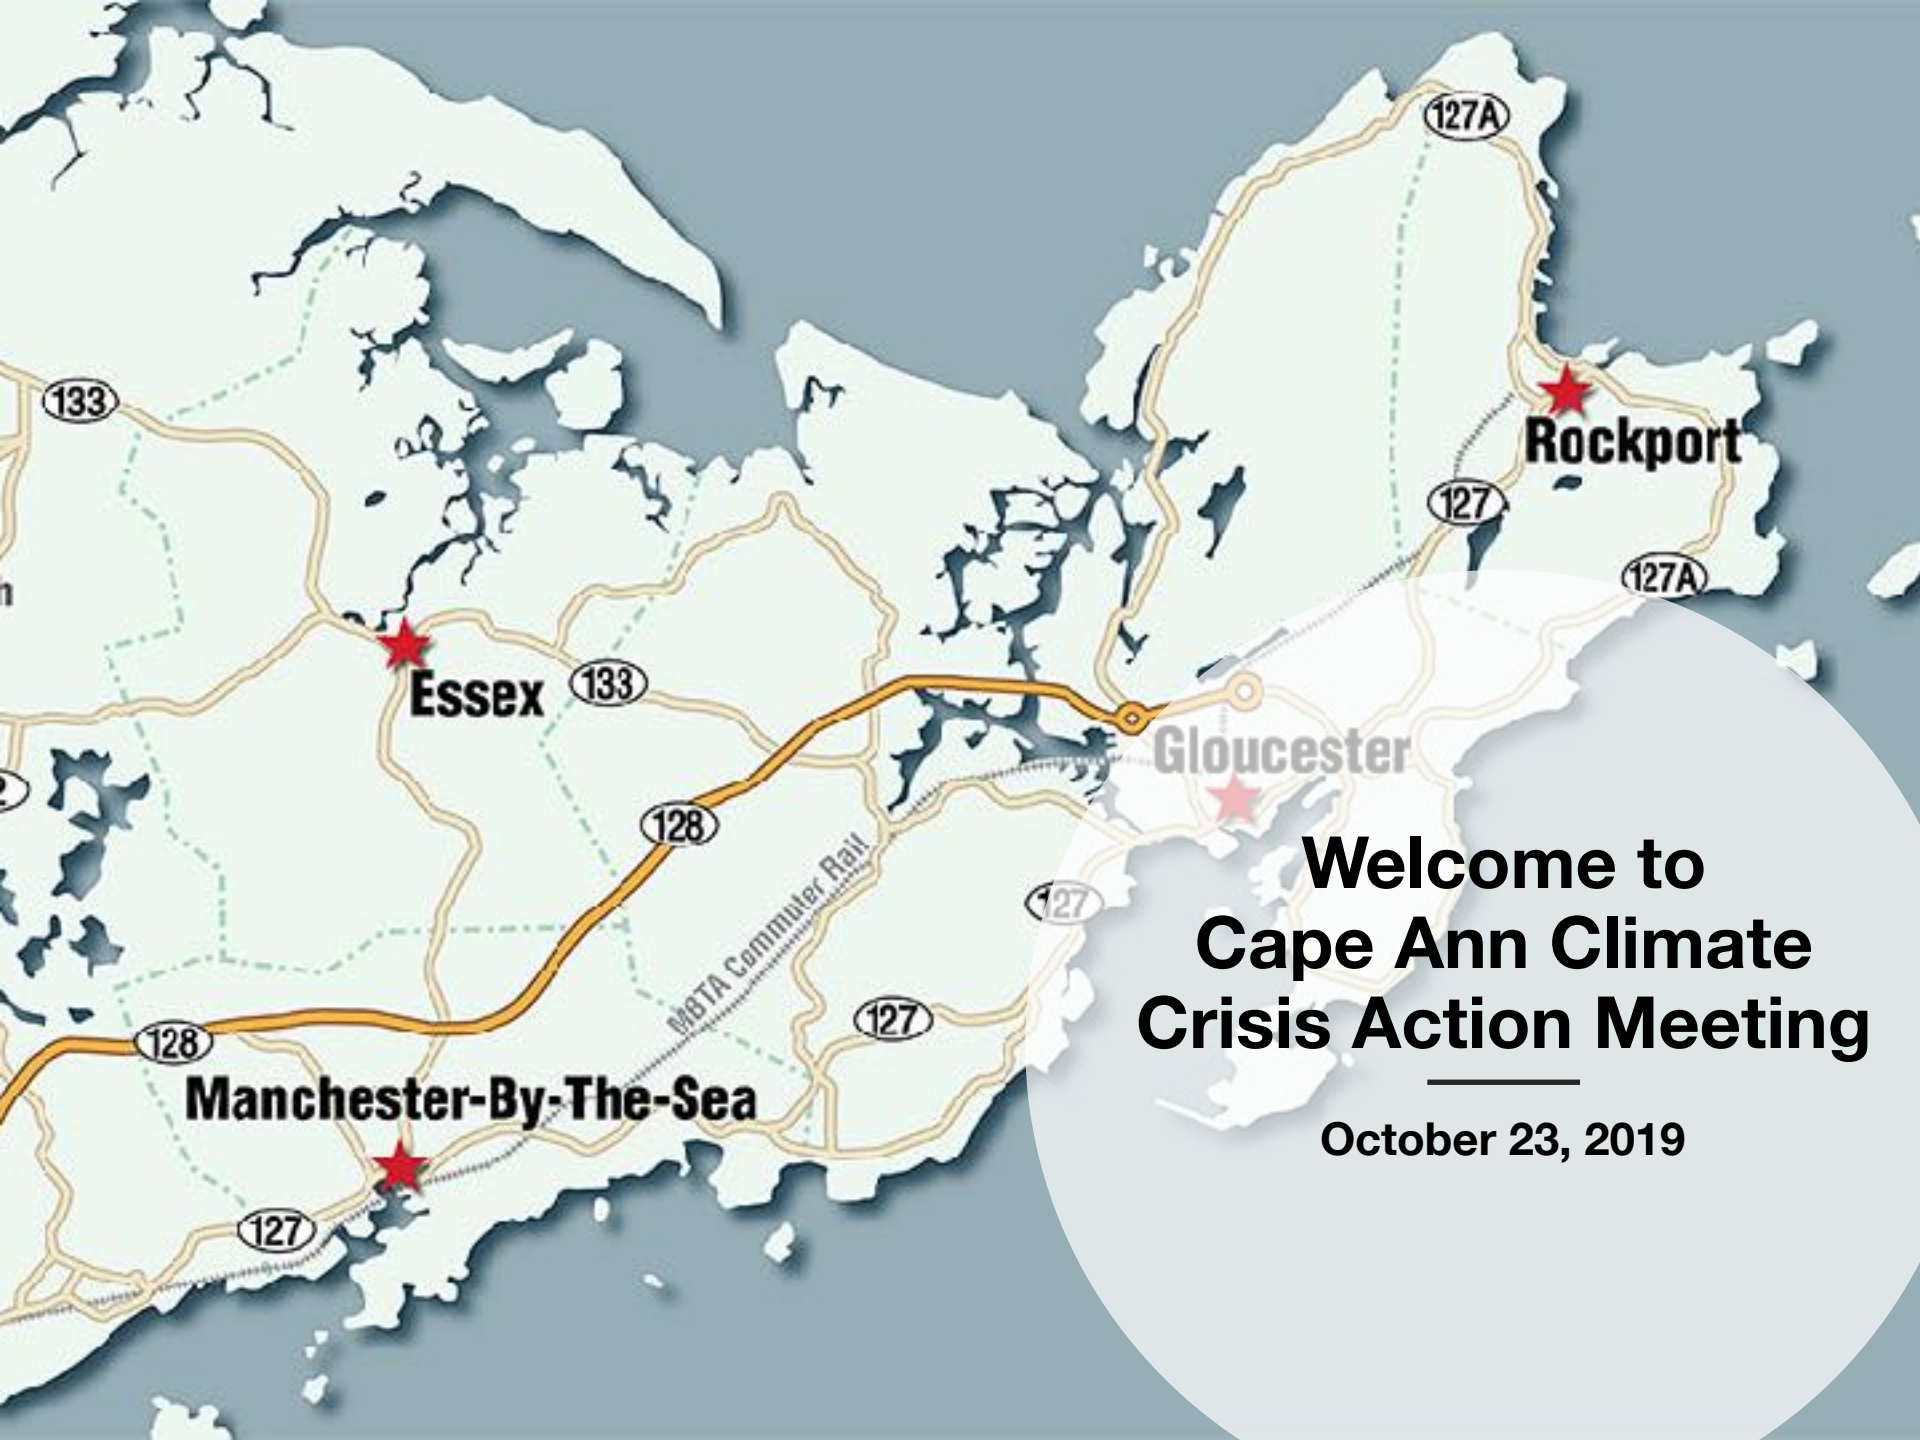 127A
133
Rockport
127
127A
Essex
133
Gloucester
128
MBTA Commuter Rail
127
Welcome to
Cape Ann Climate
Crisis Action Meeting
127
128
Manchester-By-The-Sea
October 23, 2019
127